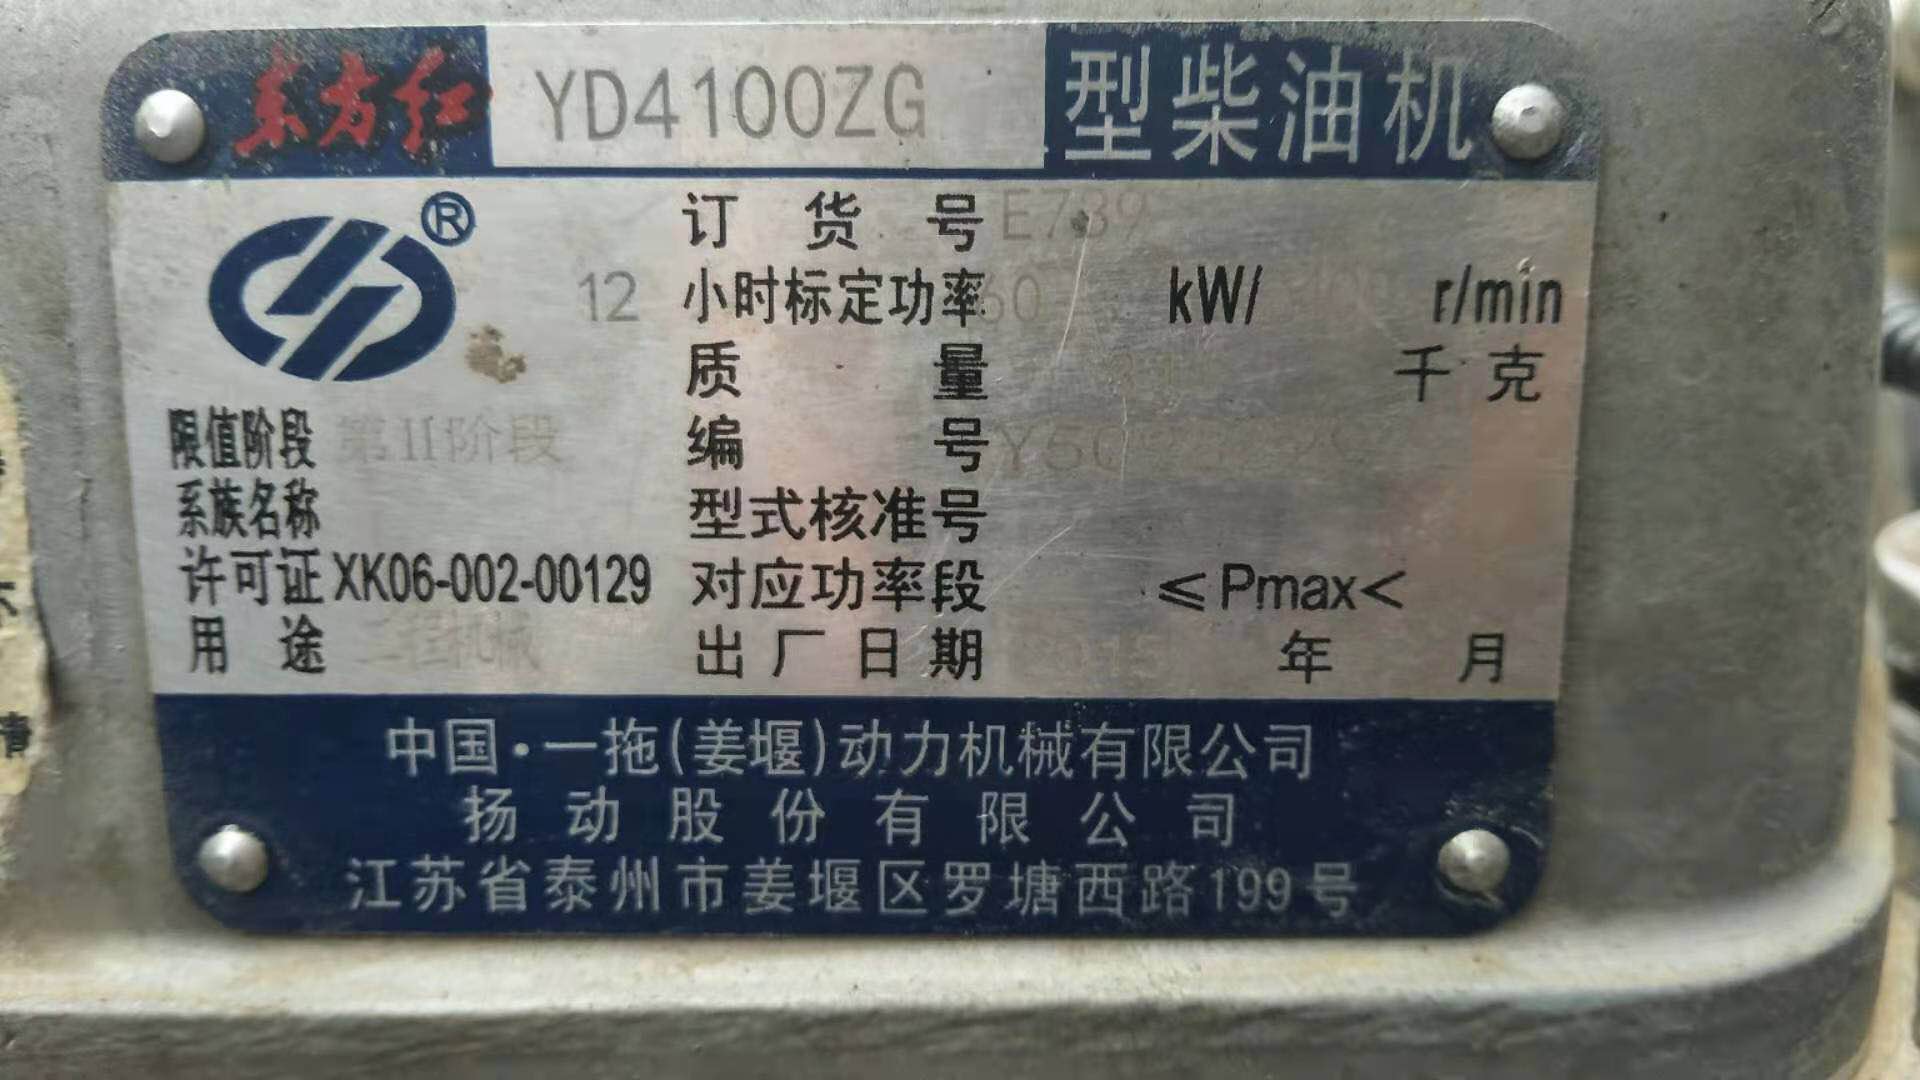 东方红 YD4100ZG 型柴油机
®
订货号 E739
12 小时标定功率 60 kW/ r/min
质量 千克
限值阶段 第II阶段 编号
系族名称 型式核准号
许可证 XK06-002-00129 对应功率段 ≤Pmax<
用途 机械 出厂日期 年 月
中国·一拖(姜堰)动力机械有限公司
扬动股份有限公司
江苏省泰州市姜堰区罗塘西路199号